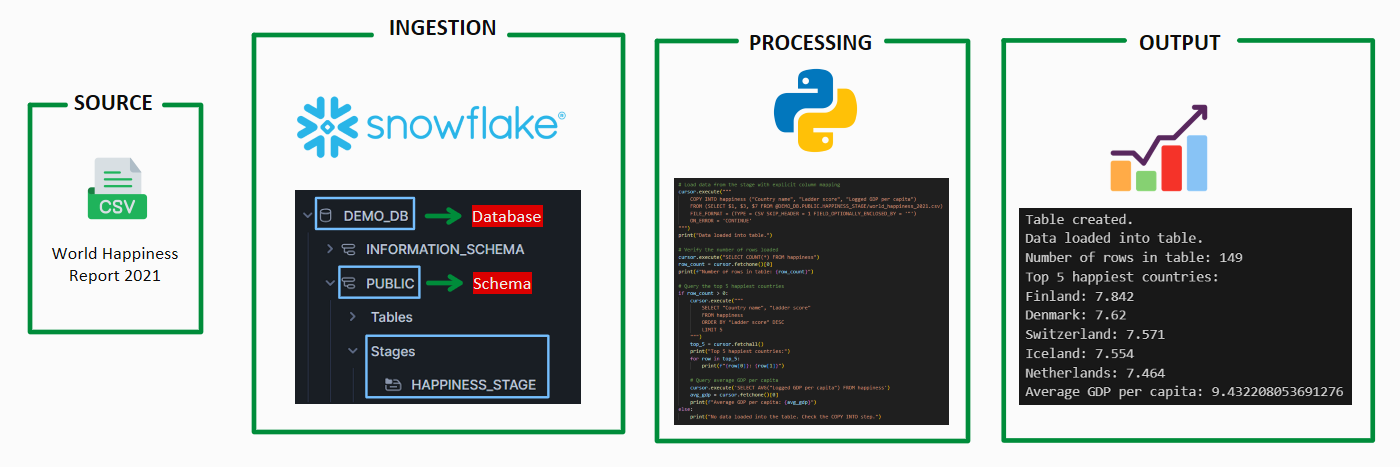 SOURCE
CSV
World Happiness
Report 2021
INGESTION
snowflake®
DEMO_DB
Database
INFORMATION_SCHEMA
PUBLIC
Schema
Tables
Stages
HAPPINESS_STAGE
PROCESSING
# Load data from the stage with explicit column mapping
cursor.execute("""
COPY INTO happiness ("Country name", "Ladder score", "Logged GDP per capita")
FROM (SELECT $1, $3, $7 FROM @DEMO_DB.PUBLIC.HAPPINESS_STAGE/world_happiness_2021.csv)
FILE_FORMAT = (TYPE = CSV SKIP_HEADER = 1 FIELD_OPTIONALLY_ENCLOSED_BY = '"')
ON_ERROR = 'CONTINUE'
""")
print("Data loaded into table.")
# Verify the number of rows loaded
cursor.execute("SELECT COUNT(*) FROM happiness")
row_count = cursor.fetchone()[0]
print(f"Number of rows in table: {row_count}")
# Query the top 5 happiest countries
if row_count > 0:
cursor.execute("""
SELECT "Country name", "Ladder score"
FROM happiness
ORDER BY "Ladder score" DESC
LIMIT 5
""")
top_5 = cursor.fetchall()
print("Top 5 happiest countries:")
for row in top_5:
print(f"{row[0]}: {row[1]}")
# Query average GDP per capita
cursor.execute('SELECT AVG("Logged GDP per capita") FROM happiness')
avg_gdp = cursor.fetchone()[0]
print(f"Average GDP per capita: {avg_gdp}")
else:
print("No data loaded into the table. Check the COPY INTO step.")
OUTPUT
Table created.
Data loaded into table.
Number of rows in table: 149
Top 5 happiest countries:
Finland: 7.842
Denmark: 7.62
Switzerland: 7.571
Iceland: 7.554
Netherlands: 7.464
Average GDP per capita: 9.432208053691276